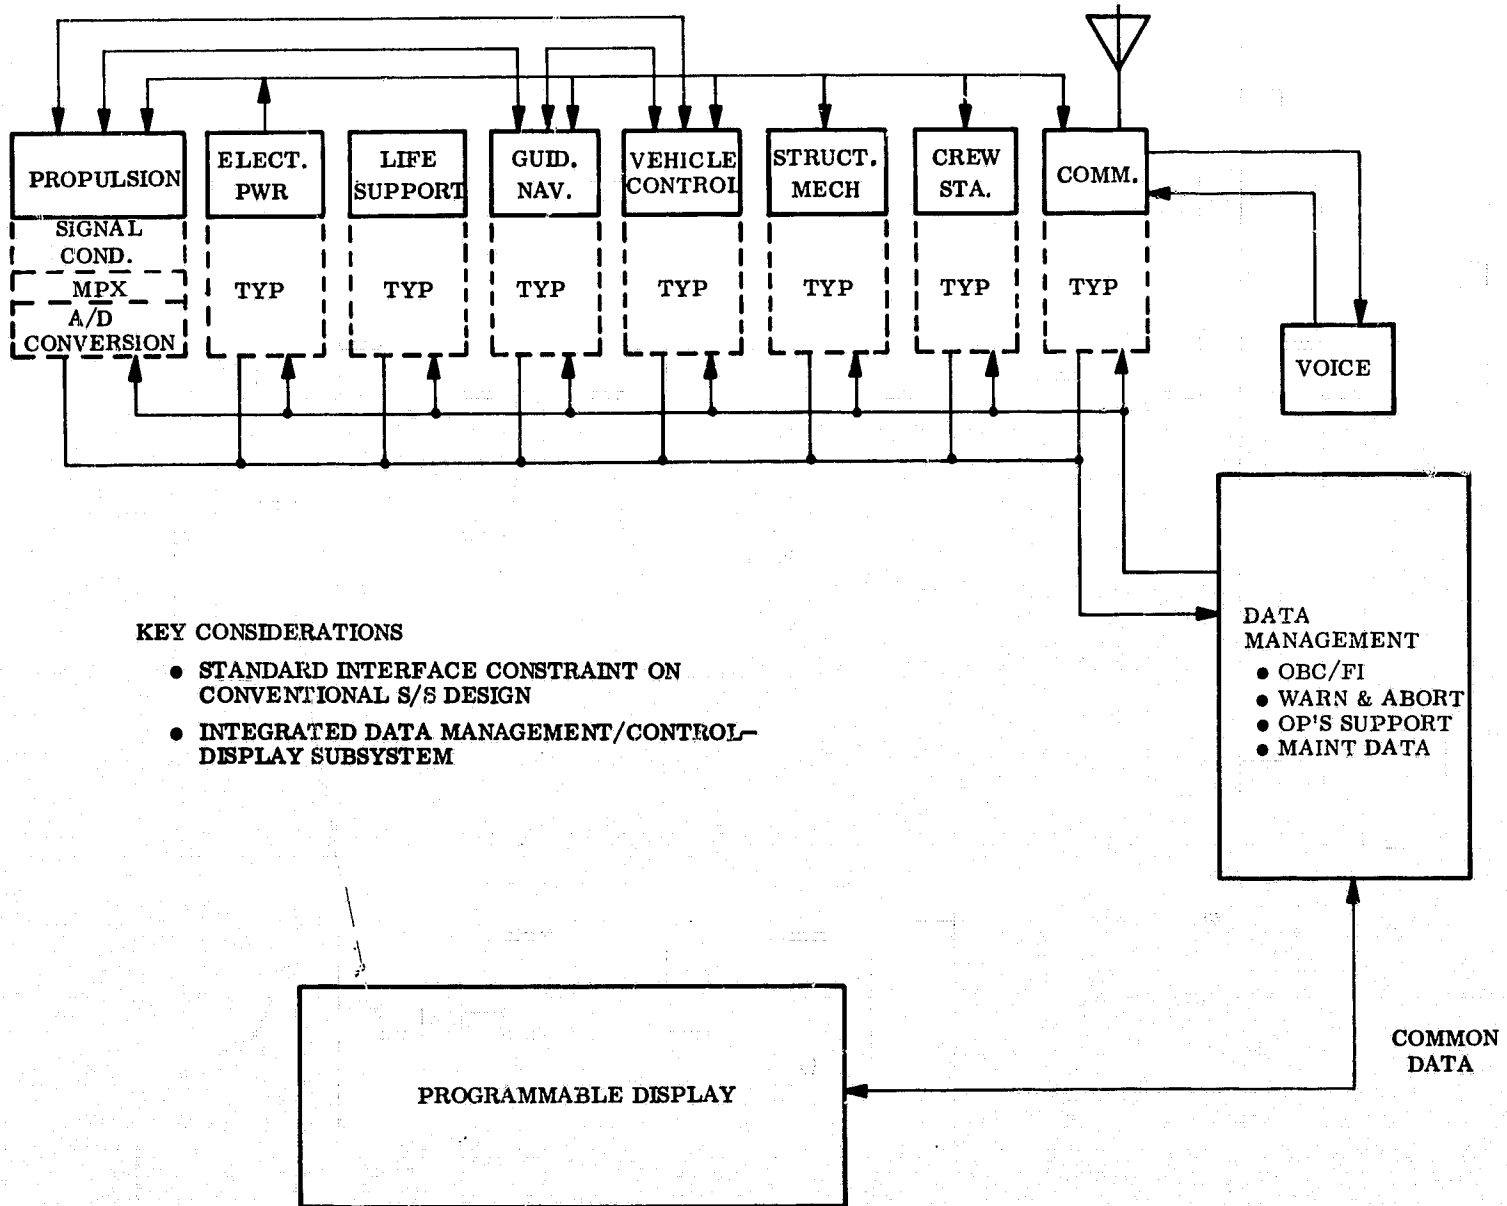 PROPULSION
ELECT.
PWR
LIFE
SUPPORT
GUID.
NAV.
VEHICLE
CONTROL
STRUCT.
MECH
CREW
STA.
COMM.
SIGNAL
COND.
MPX
A/D
CONVERSION
TYP
TYP
TYP
TYP
TYP
TYP
TYP
VOICE
KEY CONSIDERATIONS
● STANDARD INTERFACE CONSTRAINT ON
CONVENTIONAL S/S DESIGN
● INTEGRATED DATA MANAGEMENT/CONTROL-
DISPLAY SUBSYSTEM
DATA
MANAGEMENT
● OBC/FI
● WARN & ABORT
● OP'S SUPPORT
● MAINT DATA
COMMON
DATA
PROGRAMMABLE DISPLAY